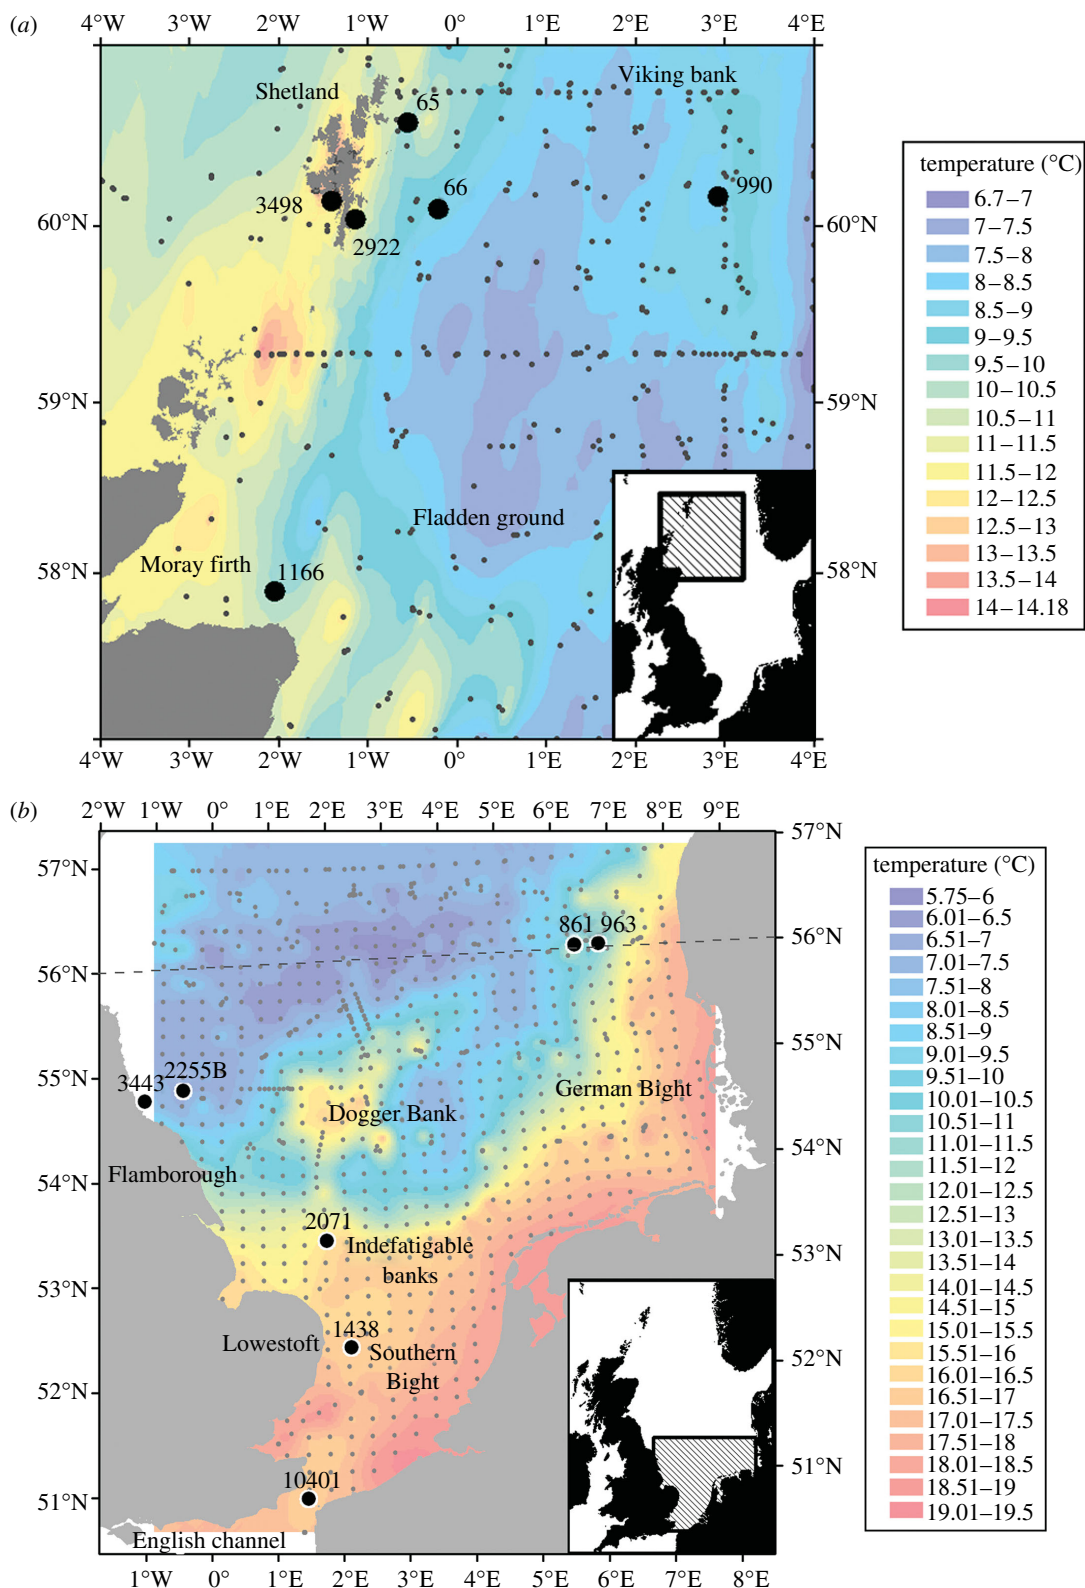 (a)
4°W 3°W 2°W 1°W 0° 1°E 2°E 3°E 4°E
Viking bank
Shetland
65
66
990
3498
2922
60°N
60°N
59°N
59°N
Fladden ground
Moray firth
1166
58°N
58°N
4°W 3°W 2°W 1°W 0° 1°E 2°E 3°E 4°E
temperature (°C)
6.7–7
7–7.5
7.5–8
8–8.5
8.5–9
9–9.5
9.5–10
10–10.5
10.5–11
11–11.5
11.5–12
12–12.5
12.5–13
13–13.5
13.5–14
14–14.18
(b)
2°W 1°W 0° 1°E 2°E 3°E 4°E 5°E 6°E 7°E 8°E 9°E
57°N
57°N
861 963
56°N
56°N
55°N
3443
2255B
55°N
German Bight
Dogger Bank
54°N
Flamborough
54°N
2071
Indefatigable
banks
53°N
53°N
1438
Lowestoft
Southern
Bight
52°N
52°N
10401
51°N
51°N
English channel
1°W 0° 1°E 2°E 3°E 4°E 5°E 6°E 7°E 8°E
temperature (°C)
5.75–6
6.01–6.5
6.51–7
7.01–7.5
7.51–8
8.01–8.5
8.51–9
9.01–9.5
9.51–10
10.01–10.5
10.51–11
11.01–11.5
11.51–12
12.01–12.5
12.51–13
13.01–13.5
13.51–14
14.01–14.5
14.51–15
15.01–15.5
15.51–16
16.01–16.5
16.51–17
17.01–17.5
17.51–18
18.01–18.5
18.51–19
19.01–19.5